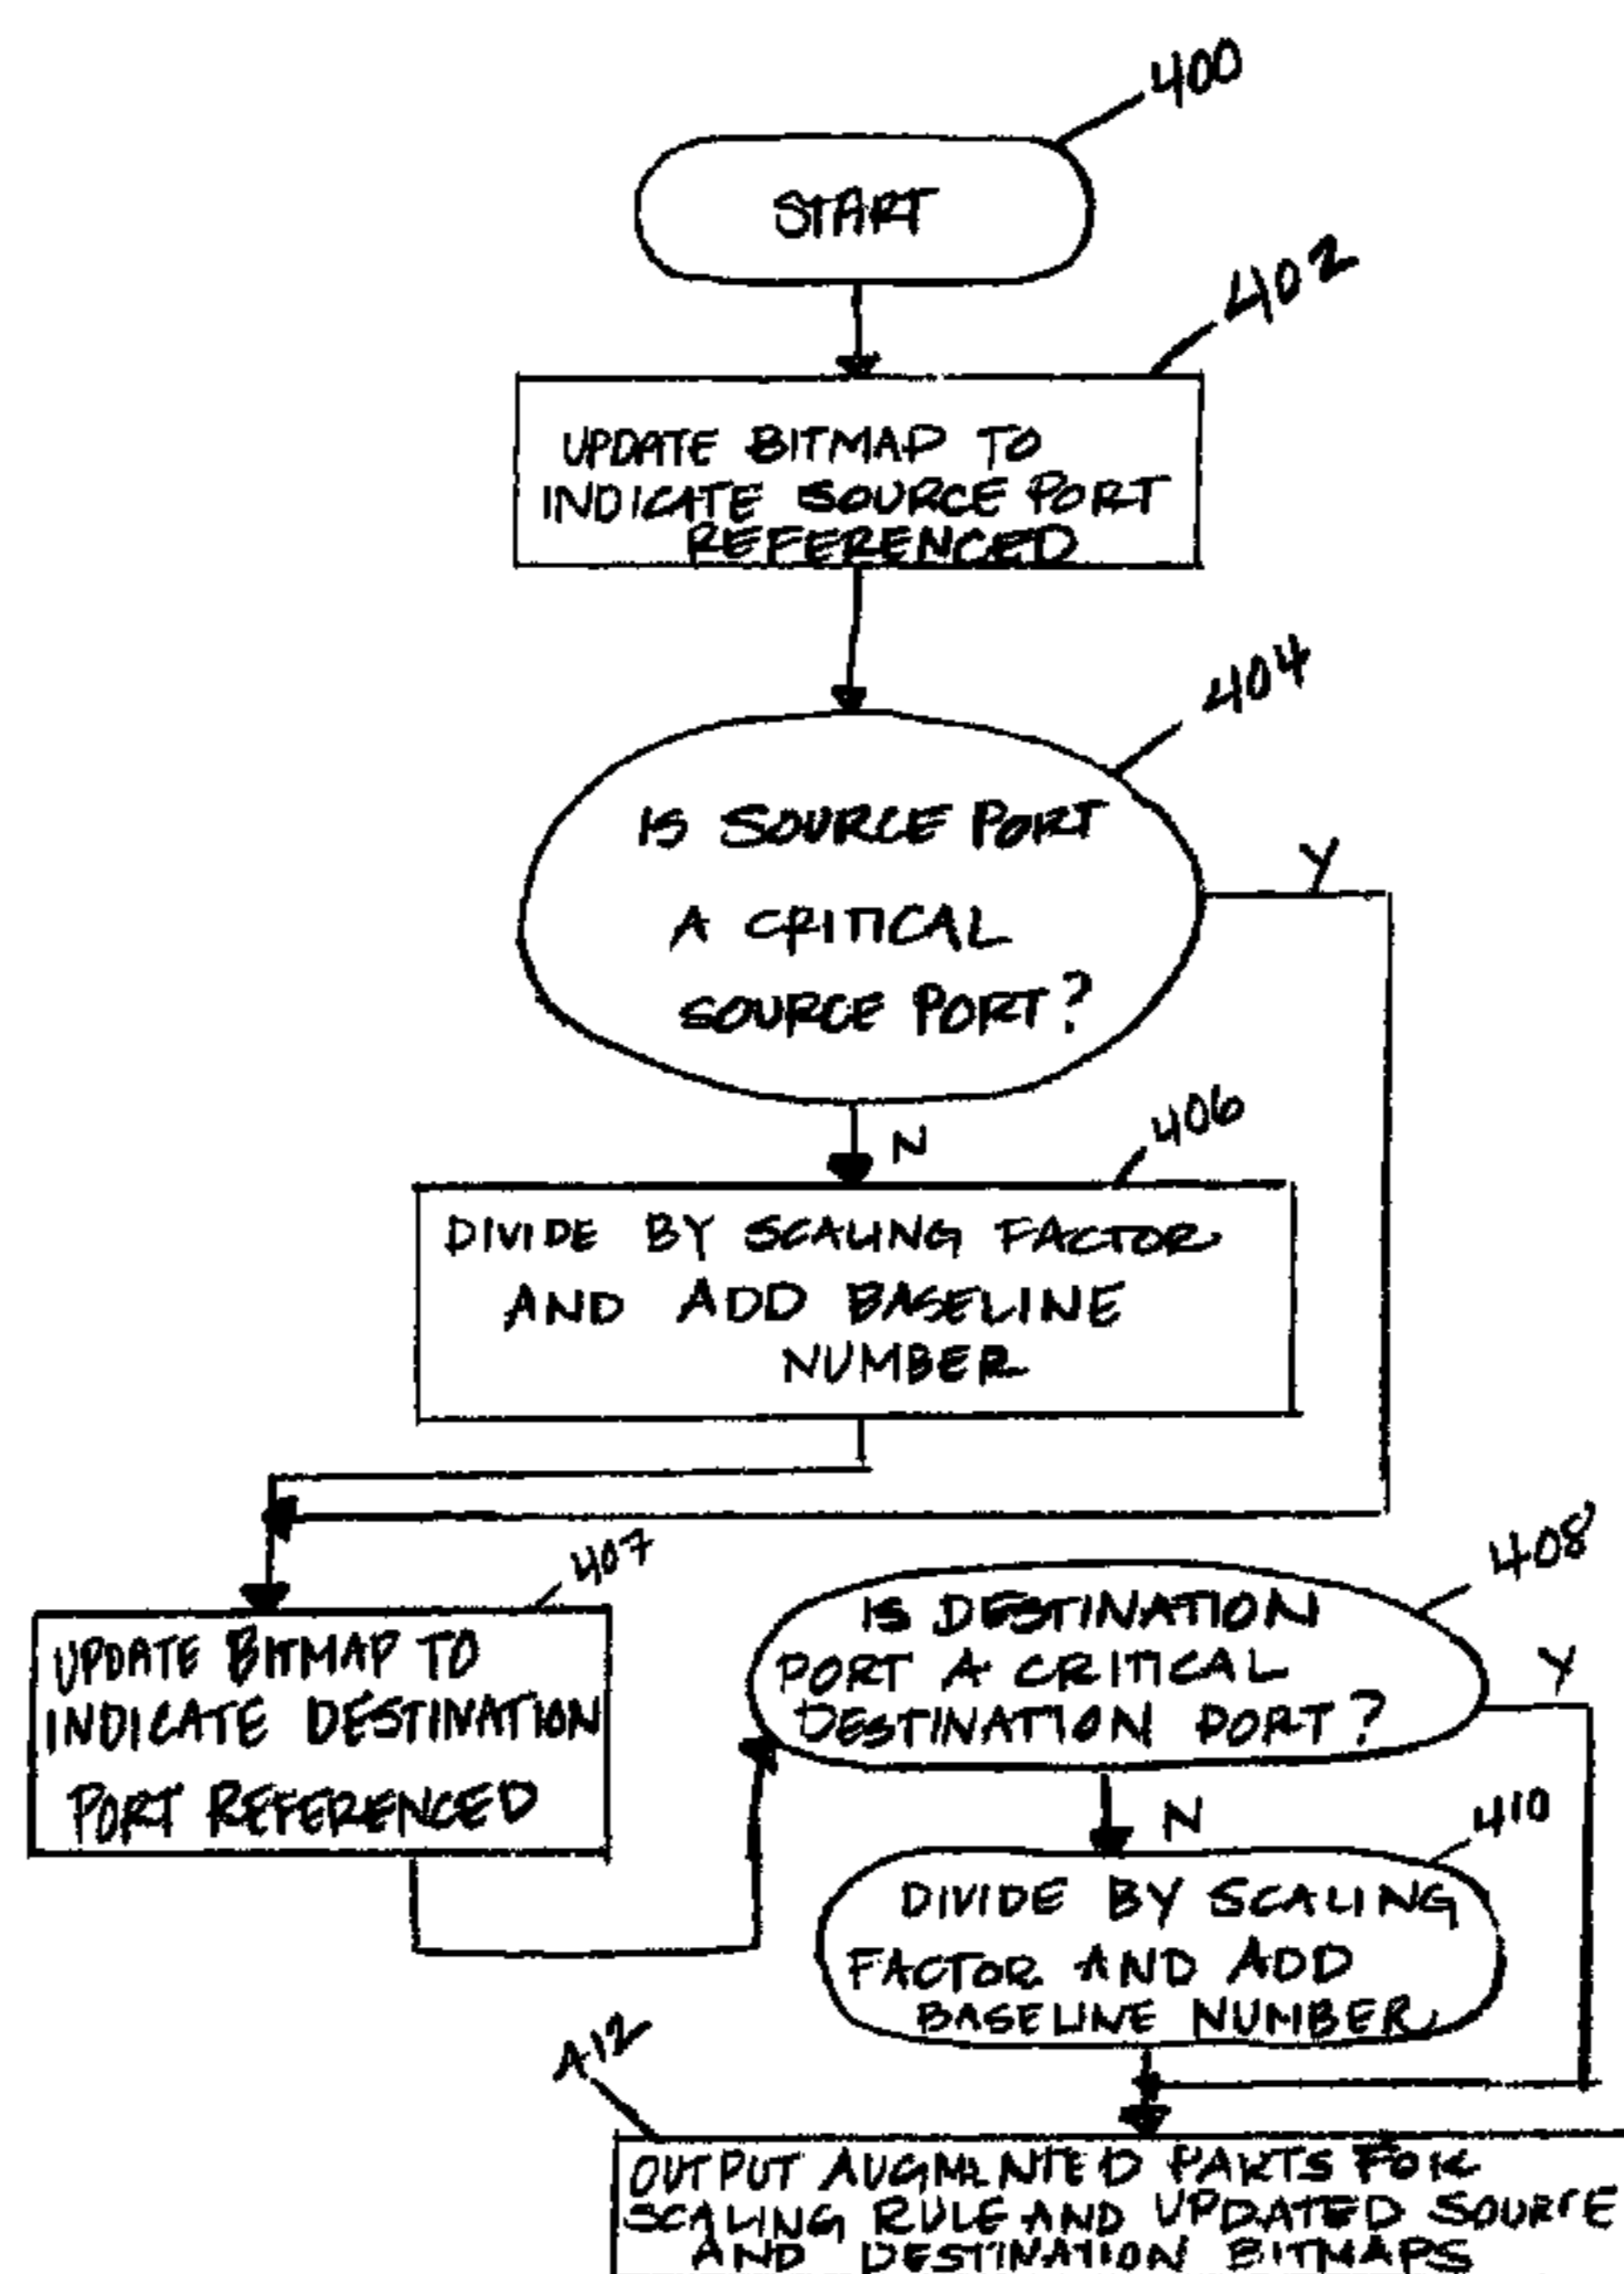 400
START
402
UPDATE BITMAP TO
INDICATE SOURCE PORT
REFERENCED
404
IS SOURCE PORT
A CRITICAL
SOURCE PORT?
Y
N
406
DIVIDE BY SCALING FACTOR
AND ADD BASELINE
NUMBER
407
UPDATE BITMAP TO
INDICATE DESTINATION
PORT REFERENCED
408
IS DESTINATION
PORT A CRITICAL
DESTINATION PORT?
Y
N
410
DIVIDE BY SCALING
FACTOR AND ADD
BASELINE NUMBER
412
OUTPUT AUGMENTED PARTS FOR
SCALING RULE AND UPDATED SOURCE
AND DESTINATION BITMAPS